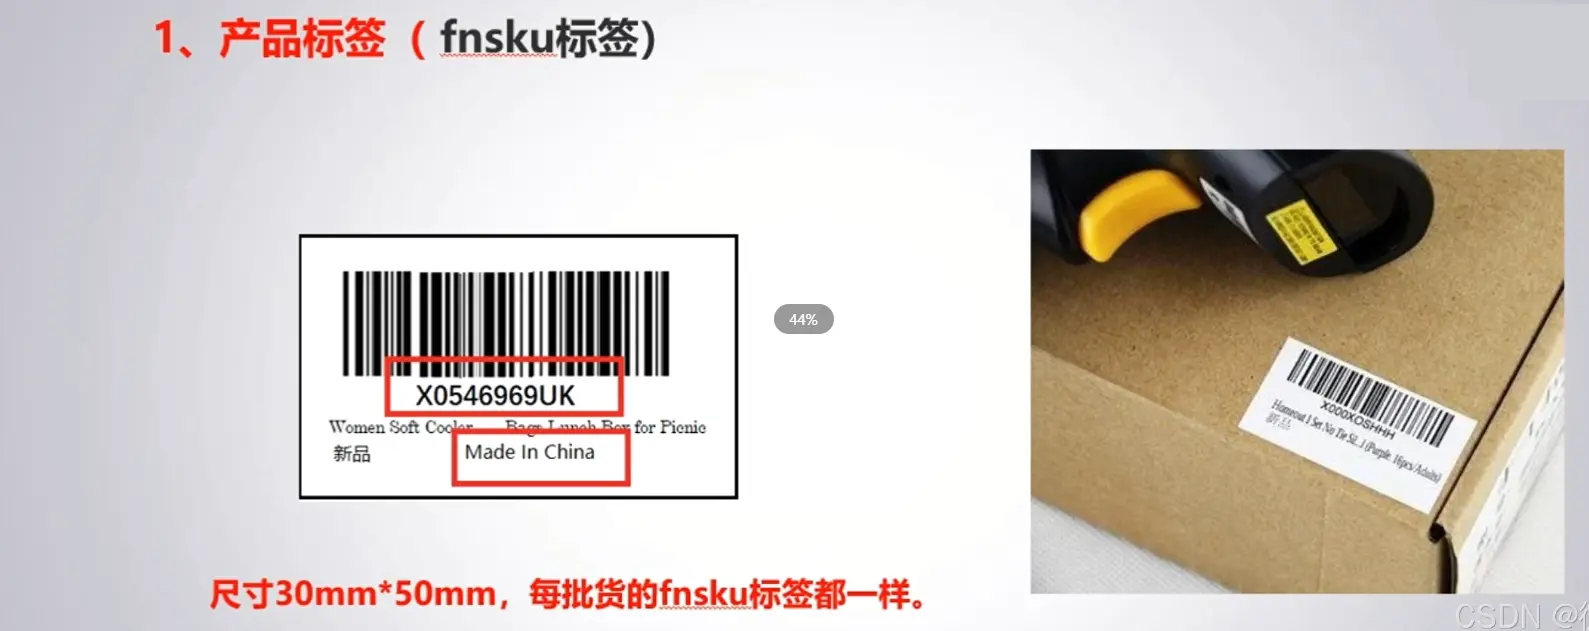 1、产品标签（fnsku标签）
X0546969UK
Women Soft Cooler Bags Lunch Box for Picnic
新品
Made In China
44%
X000XOSHHH
Homeout 1 Set No Tie Sil...l (Purple, 16pcs/Adults)
新品
尺寸30mm*50mm，每批货的fnsku标签都一样。
CSDN @